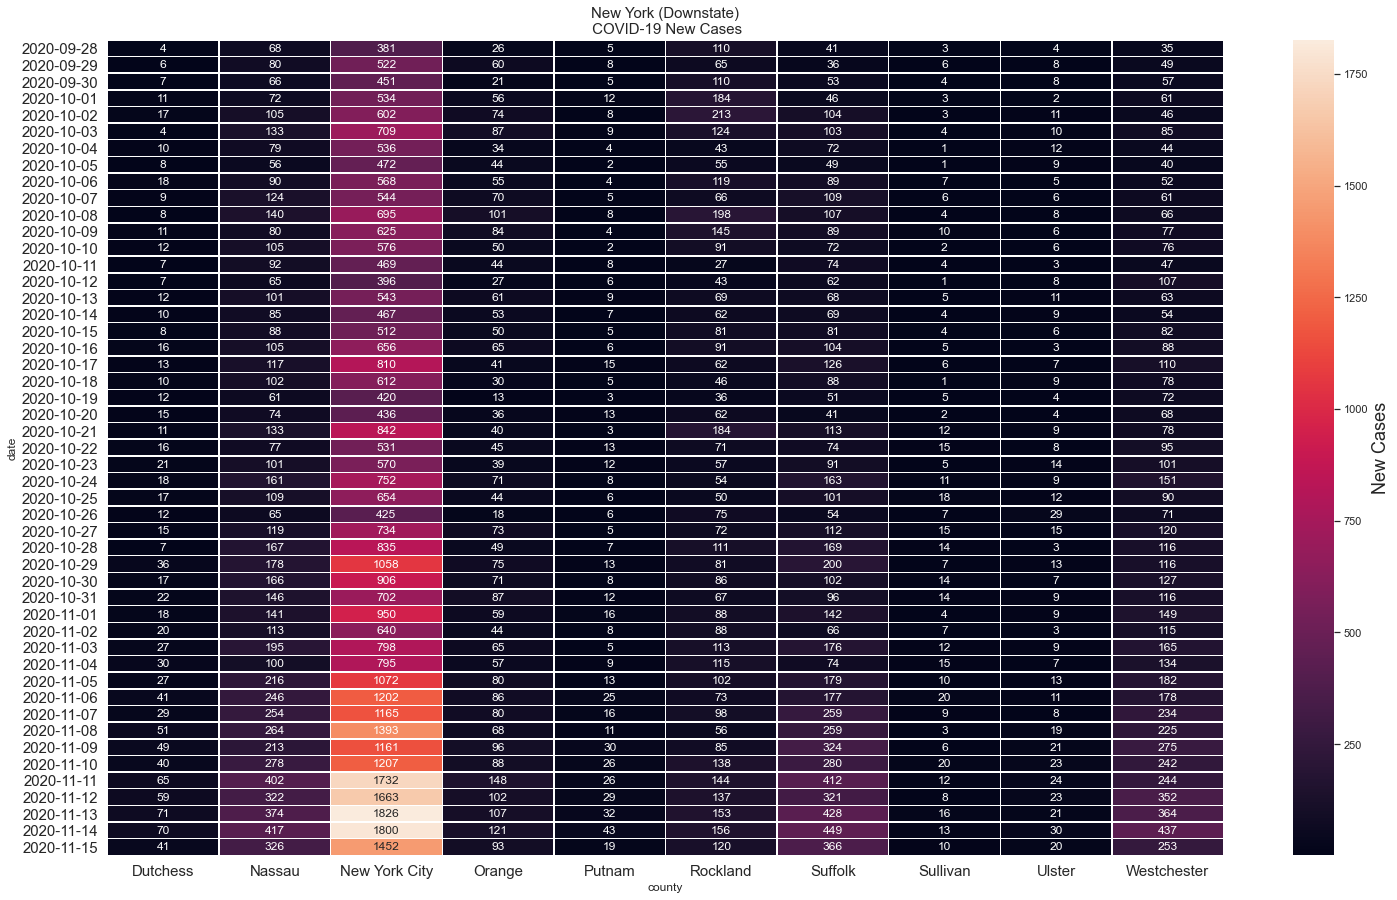 New York (Downstate)
COVID-19 New Cases
2020-09-28 4 68 381 26 5 110 41 3 4 35
2020-09-29 6 80 522 60 8 65 36 6 8 49
2020-09-30 7 66 451 21 5 110 53 4 8 57
2020-10-01 11 72 534 56 12 184 46 3 2 61
2020-10-02 17 105 602 74 8 213 104 3 11 46
2020-10-03 4 133 709 87 9 124 103 4 10 85
2020-10-04 10 79 536 34 4 43 72 1 12 44
2020-10-05 8 56 472 44 2 55 49 1 9 40
2020-10-06 18 90 568 55 4 119 89 7 5 52
2020-10-07 9 124 544 70 5 66 109 6 6 61
2020-10-08 8 140 695 101 8 198 107 4 8 66
2020-10-09 11 80 625 84 4 145 89 10 6 77
2020-10-10 12 105 576 50 2 91 72 2 6 76
2020-10-11 7 92 469 44 8 27 74 4 3 47
2020-10-12 7 65 396 27 6 43 62 1 8 107
2020-10-13 12 101 543 61 9 69 68 5 11 63
2020-10-14 10 85 467 53 7 62 69 4 9 54
2020-10-15 8 88 512 50 5 81 81 4 6 82
2020-10-16 16 105 656 65 6 91 104 5 3 88
2020-10-17 13 117 810 41 15 62 126 6 7 110
2020-10-18 10 102 612 30 5 46 88 1 9 78
2020-10-19 12 61 420 13 3 36 51 5 4 72
2020-10-20 15 74 436 36 13 62 41 2 4 68
2020-10-21 11 133 842 40 3 184 113 12 9 78
2020-10-22 16 77 531 45 13 71 74 15 8 95
2020-10-23 21 101 570 39 12 57 91 5 14 101
2020-10-24 18 161 752 71 8 54 163 11 9 151
2020-10-25 17 109 654 44 6 50 101 18 12 90
2020-10-26 12 65 425 18 6 75 54 7 29 71
2020-10-27 15 119 734 73 5 72 112 15 15 120
2020-10-28 7 167 835 49 7 111 169 14 3 116
2020-10-29 36 178 1058 75 13 81 200 7 13 116
2020-10-30 17 166 906 71 8 86 102 14 7 127
2020-10-31 22 146 702 87 12 67 96 14 9 116
2020-11-01 18 141 950 59 16 88 142 4 9 149
2020-11-02 20 113 640 44 8 88 66 7 3 115
2020-11-03 27 195 798 65 5 113 176 12 9 165
2020-11-04 30 100 795 57 9 115 74 15 7 134
2020-11-05 27 216 1072 80 13 102 179 10 13 182
2020-11-06 41 246 1202 86 25 73 177 20 11 178
2020-11-07 29 254 1165 80 16 98 259 9 8 234
2020-11-08 51 264 1393 68 11 56 259 3 19 225
2020-11-09 49 213 1161 96 30 85 324 6 21 275
2020-11-10 40 278 1207 88 26 138 280 20 23 242
2020-11-11 65 402 1732 148 26 144 412 12 24 244
2020-11-12 59 322 1663 102 29 137 321 8 23 352
2020-11-13 71 374 1826 107 32 153 428 16 21 364
2020-11-14 70 417 1800 121 43 156 449 13 30 437
2020-11-15 41 326 1452 93 19 120 366 10 20 253
Dutchess Nassau New York City Orange Putnam Rockland Suffolk Sullivan Ulster Westchester
county
date
1750
1500
1250
1000
750
500
250
New Cases